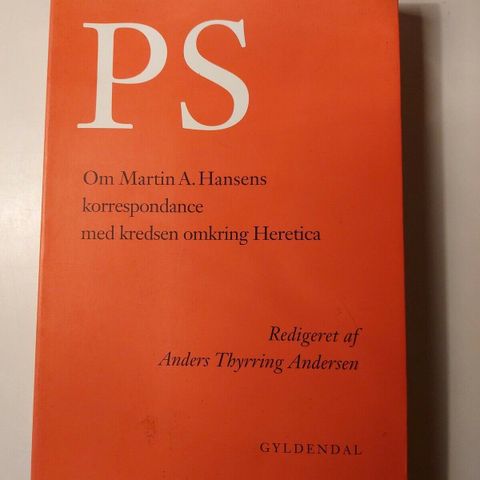 PS
Om Martin A. Hansens
korrespondance
med kredsen omkring Heretica
Redigeret af
Anders Thyrring Andersen
GYLDENDAL